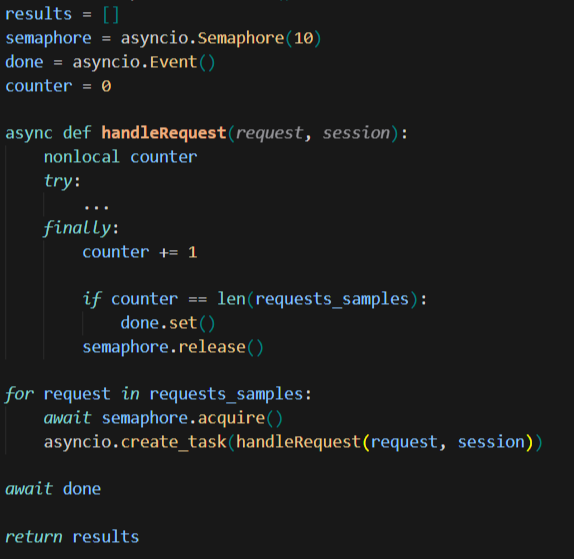 results = []
semaphore = asyncio.Semaphore(10)
done = asyncio.Event()
counter = 0
async def handleRequest(request, session):
    nonlocal counter
    try:
        ...
    finally:
        counter += 1
        if counter == len(requests_samples):
            done.set()
        semaphore.release()
for request in requests_samples:
    await semaphore.acquire()
    asyncio.create_task(handleRequest(request, session))
await done
return results